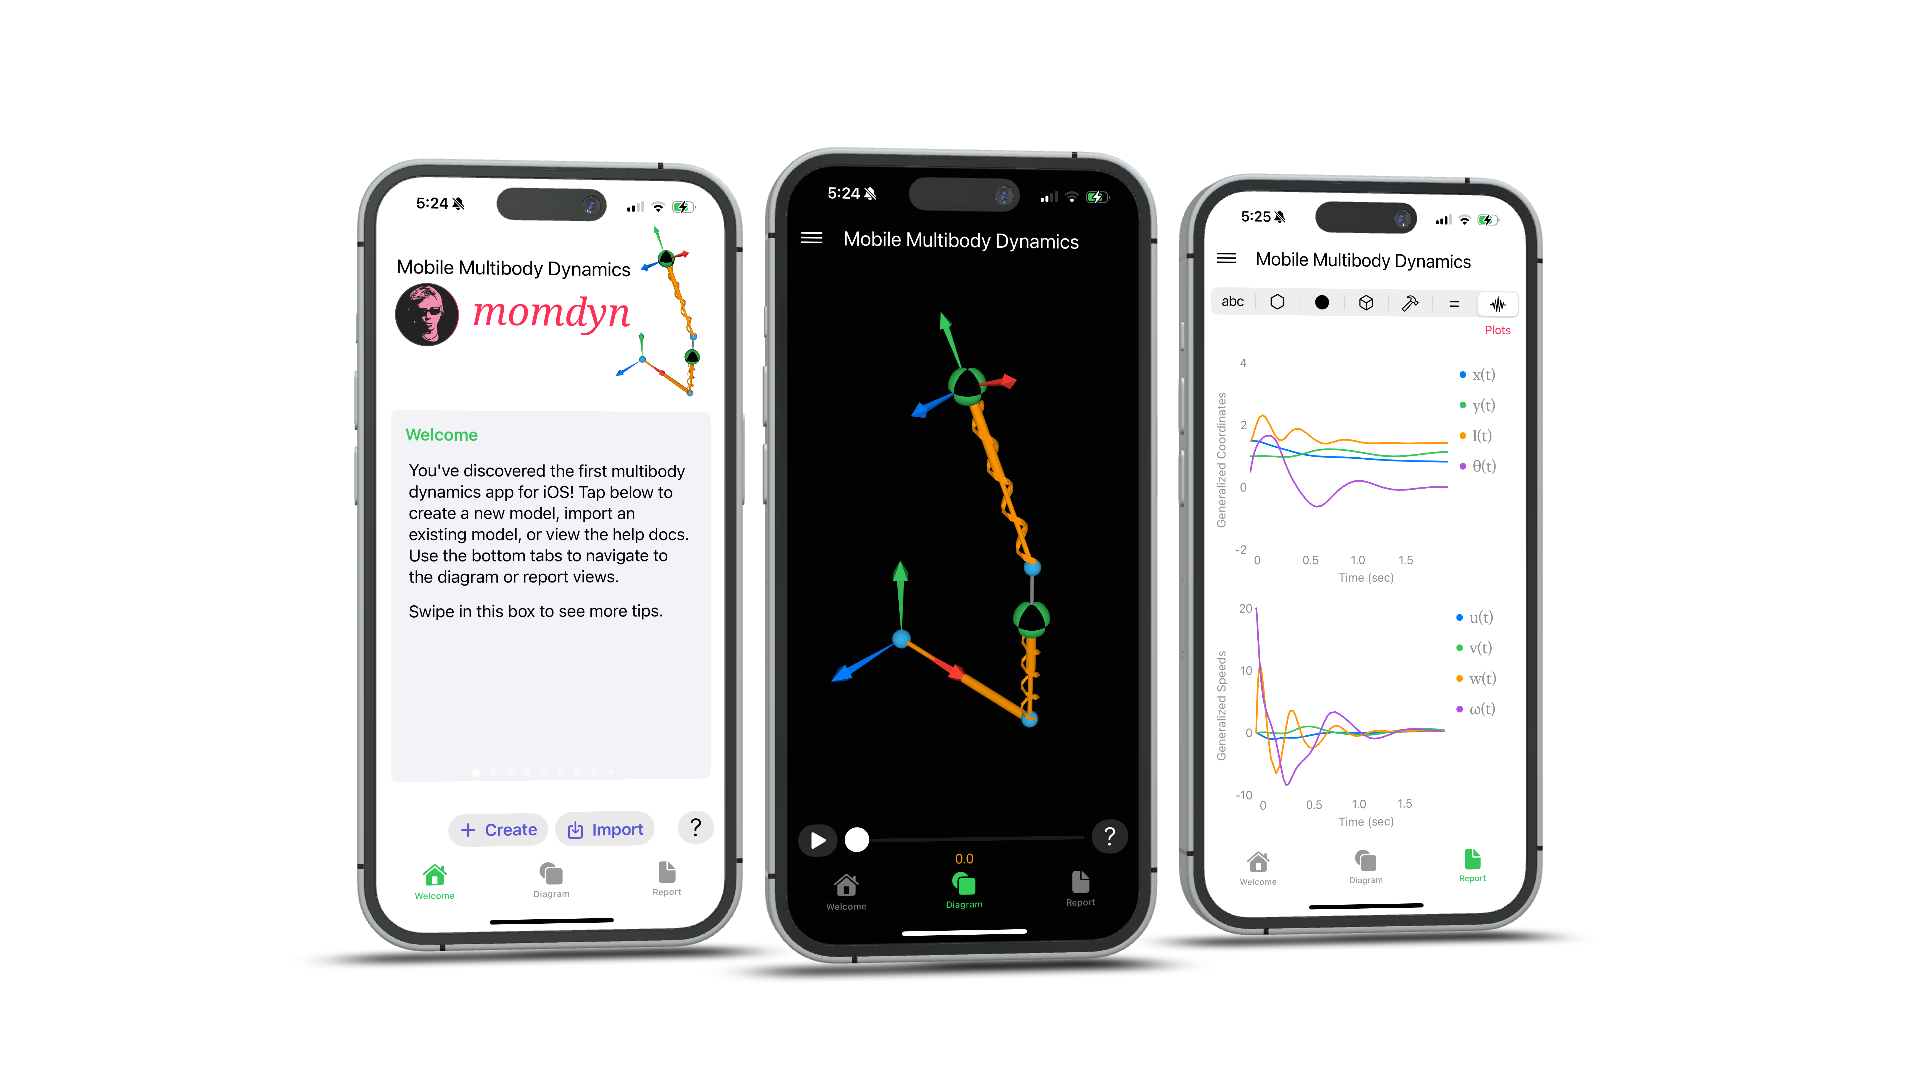 5:24
Mobile Multibody Dynamics
momdyn
Welcome
You've discovered the first multibody
dynamics app for iOS! Tap below to
create a new model, import an
existing model, or view the help docs.
Use the bottom tabs to navigate to
the diagram or report views.
Swipe in this box to see more tips.
+ Create
Import
?
Welcome
Diagram
Report
5:24
Mobile Multibody Dynamics
?
0.0
Welcome
Diagram
Report
5:25
Mobile Multibody Dynamics
abc
=
Plots
Generalized Coordinates
4
2
0
-2
0 0.5 1.0 1.5
Time (sec)
x(t)
y(t)
l(t)
θ(t)
Generalized Speeds
20
10
0
-10
0 0.5 1.0 1.5
Time (sec)
u(t)
v(t)
w(t)
ω(t)
Welcome
Diagram
Report